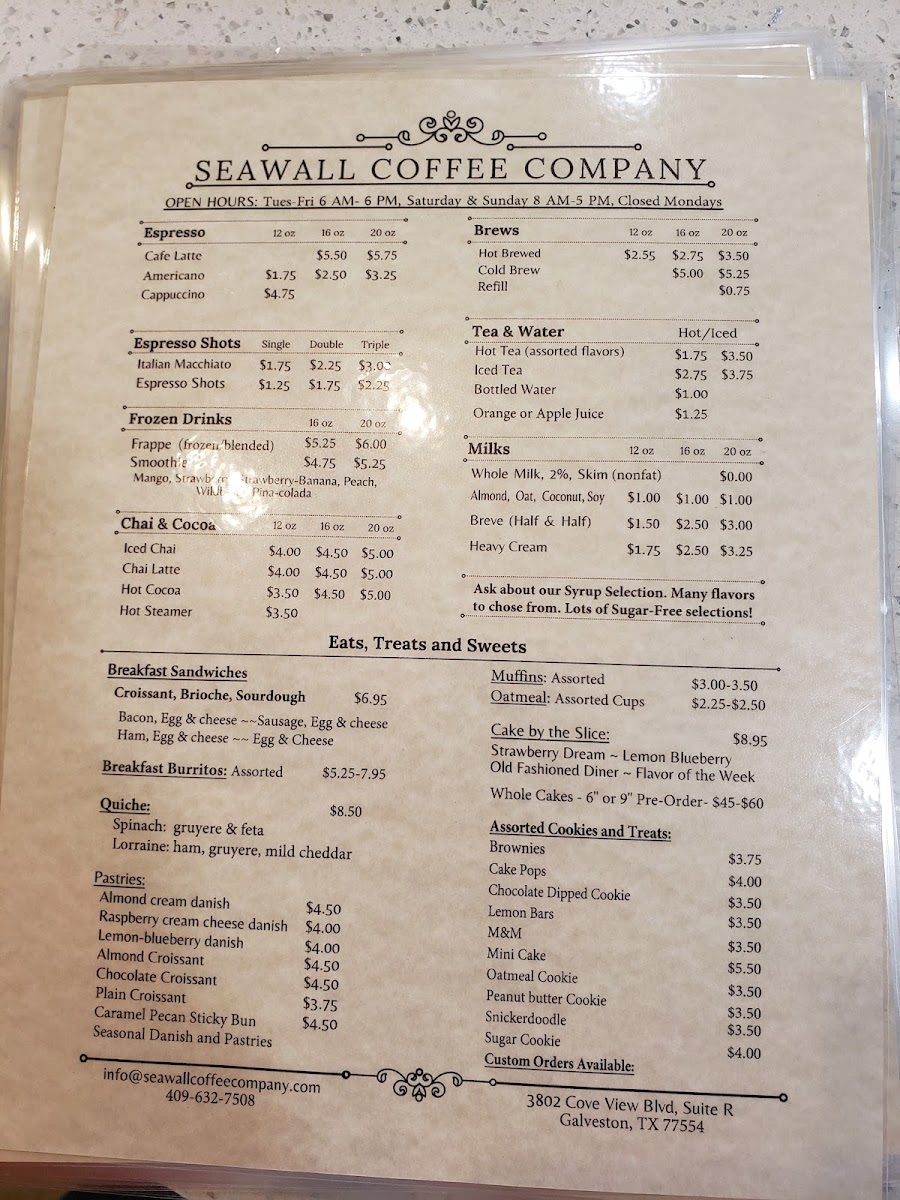 SEAWALL COFFEE COMPANY
OPEN HOURS: Tues-Fri 6 AM- 6 PM, Saturday & Sunday 8 AM-5 PM, Closed Mondays
Espresso 12 oz 16 oz 20 oz
Cafe Latte $5.50 $5.75
Americano $1.75 $2.50 $3.25
Cappuccino $4.75
Espresso Shots Single Double Triple
Italian Macchiato $1.75 $2.25 $3.00
Espresso Shots $1.25 $1.75 $2.25
Frozen Drinks 16 oz 20 oz
Frappe (frozen/blended) $5.25 $6.00
Smoothie $4.75 $5.25
Mango, Strawberry-Banana, Peach,
Pina-colada
Chai & Cocoa 12 oz 16 oz 20 oz
Iced Chai $4.00 $4.50 $5.00
Chai Latte $4.00 $4.50 $5.00
Hot Cocoa $3.50 $4.50 $5.00
Hot Steamer $3.50
Brews 12 oz 16 oz 20 oz
Hot Brewed $2.55 $2.75 $3.50
Cold Brew $5.00 $5.25
Refill $0.75
Tea & Water Hot/Iced
Hot Tea (assorted flavors) $1.75 $3.50
Iced Tea $2.75 $3.75
Bottled Water $1.00
Orange or Apple Juice $1.25
Milks 12 oz 16 oz 20 oz
Whole Milk, 2%, Skim (nonfat) $0.00
Almond, Oat, Coconut, Soy $1.00 $1.00 $1.00
Breve (Half & Half) $1.50 $2.50 $3.00
Heavy Cream $1.75 $2.50 $3.25
Ask about our Syrup Selection. Many flavors
to chose from. Lots of Sugar-Free selections!
Eats, Treats and Sweets
Breakfast Sandwiches
Croissant, Brioche, Sourdough $6.95
Bacon, Egg & cheese ~~Sausage, Egg & cheese
Ham, Egg & cheese ~~ Egg & Cheese
Breakfast Burritos: Assorted $5.25-7.95
Quiche: $8.50
Spinach: gruyere & feta
Lorraine: ham, gruyere, mild cheddar
Pastries:
Almond cream danish $4.50
Raspberry cream cheese danish $4.00
Lemon-blueberry danish $4.00
Almond Croissant $4.50
Chocolate Croissant $4.50
Plain Croissant $3.75
Caramel Pecan Sticky Bun $4.50
Seasonal Danish and Pastries
Muffins: Assorted $3.00-3.50
Oatmeal: Assorted Cups $2.25-$2.50
Cake by the Slice: $8.95
Strawberry Dream ~ Lemon Blueberry
Old Fashioned Diner ~ Flavor of the Week
Whole Cakes - 6" or 9" Pre-Order- $45-$60
Assorted Cookies and Treats:
Brownies $3.75
Cake Pops $4.00
Chocolate Dipped Cookie $3.50
Lemon Bars $3.50
M&M $3.50
Mini Cake $5.50
Oatmeal Cookie $3.50
Peanut butter Cookie $3.50
Snickerdoodle $3.50
Sugar Cookie $4.00
Custom Orders Available:
info@seawallcoffeecompany.com
409-632-7508
3802 Cove View Blvd, Suite R
Galveston, TX 77554